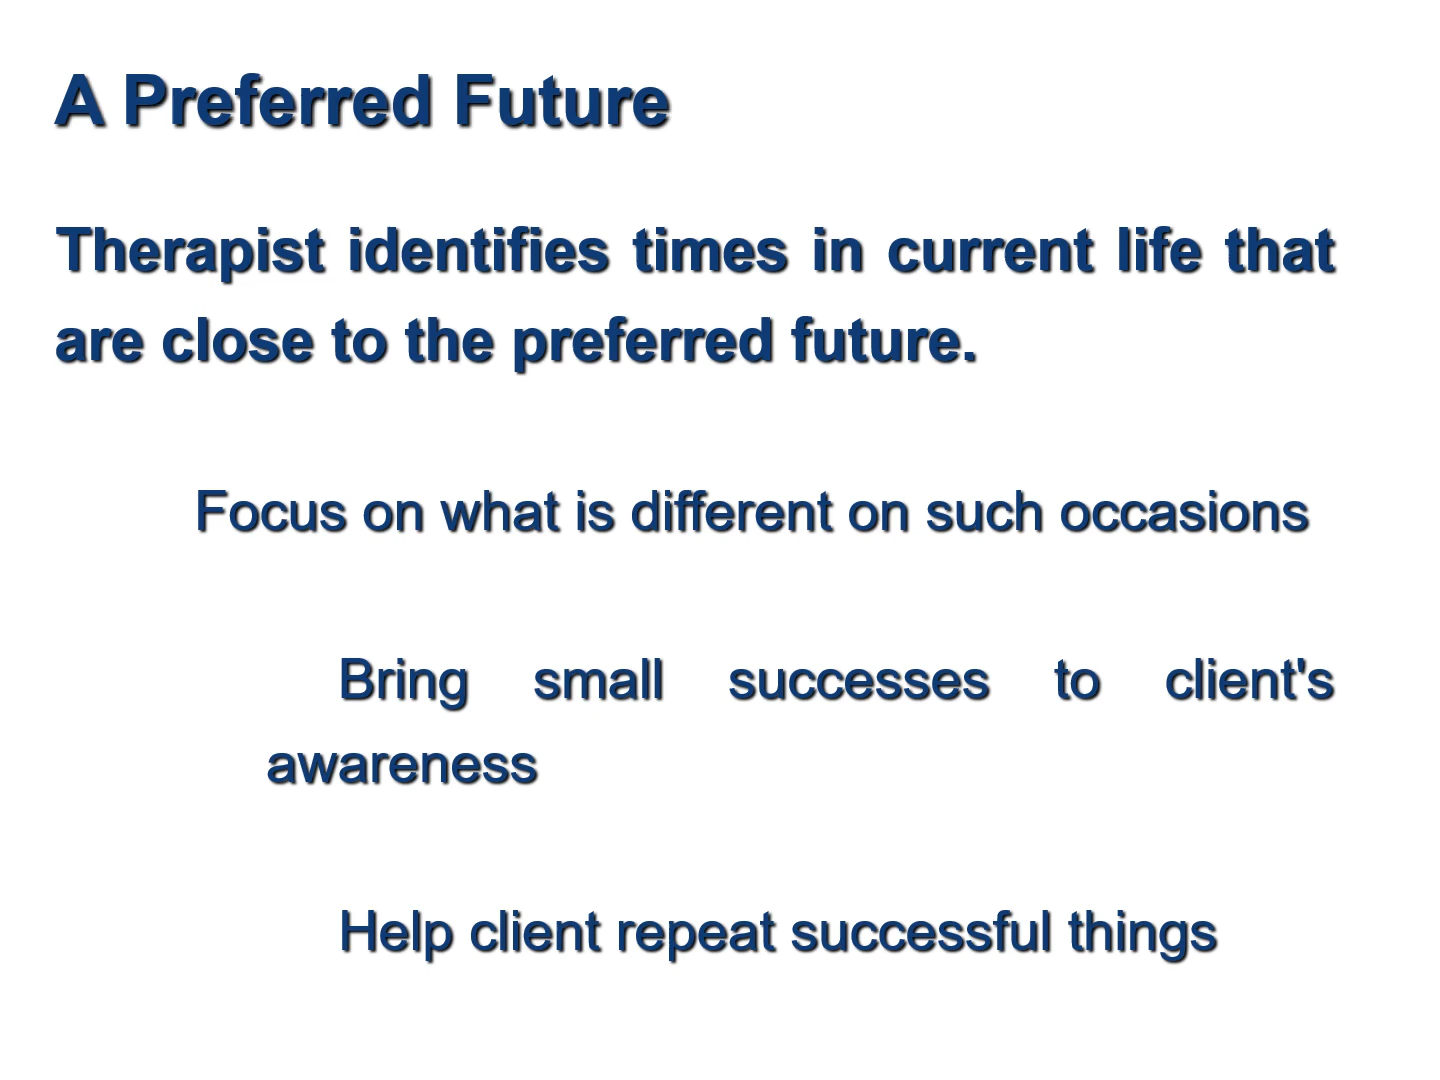 A Preferred Future
Therapist identifies times in current life that
are close to the preferred future.
Focus on what is different on such occasions
Bring small successes to client's
awareness
Help client repeat successful things